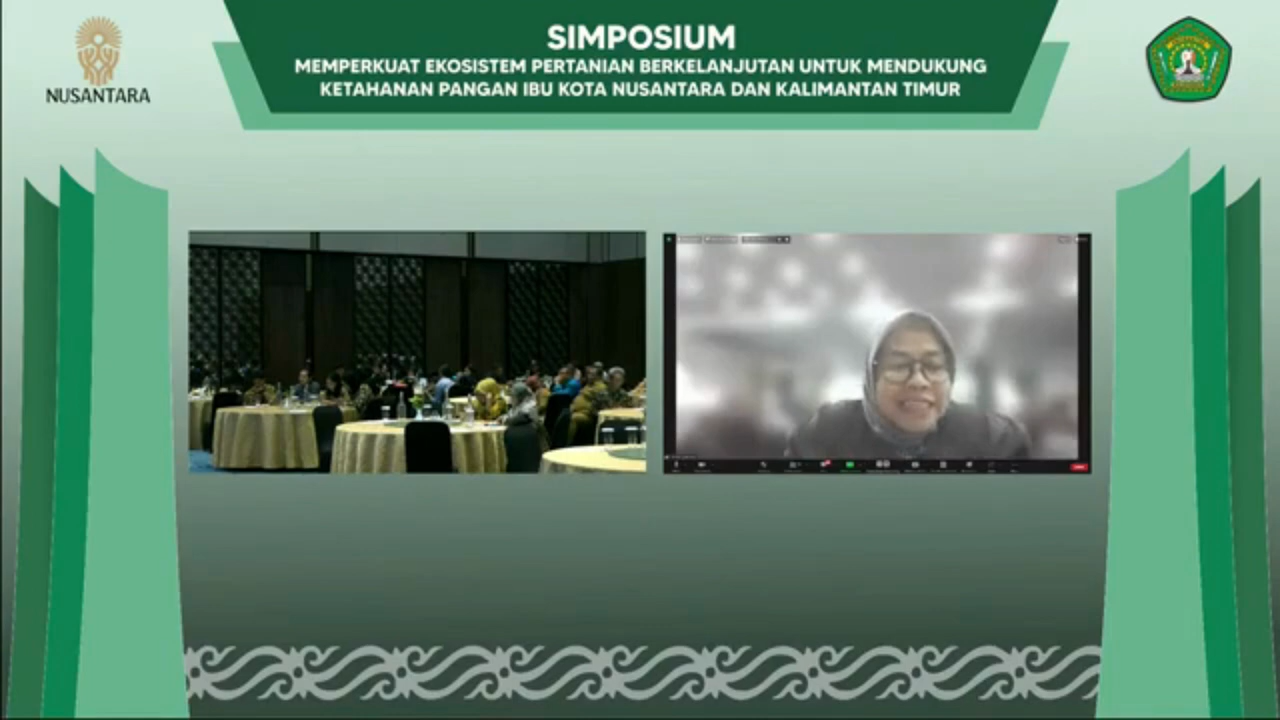 SIMPOSIUM
MEMPERKUAT EKOSISTEM PERTANIAN BERKELANJUTAN UNTUK MENDUKUNG
KETAHANAN PANGAN IBU KOTA NUSANTARA DAN KALIMANTAN TIMUR
NUSANTARA